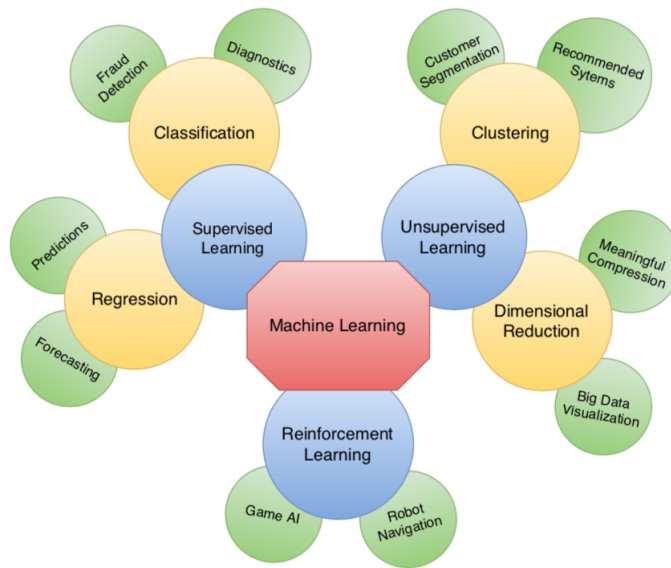 Fraud
Detection
Diagnostics
Classification
Customer
Segmentation
Recommended
Sytems
Clustering
Supervised
Learning
Unsupervised
Learning
Predictions
Regression
Forecasting
Meaningful
Compression
Dimensional
Reduction
Big Data
Visualization
Machine Learning
Reinforcement
Learning
Game AI
Robot
Navigation